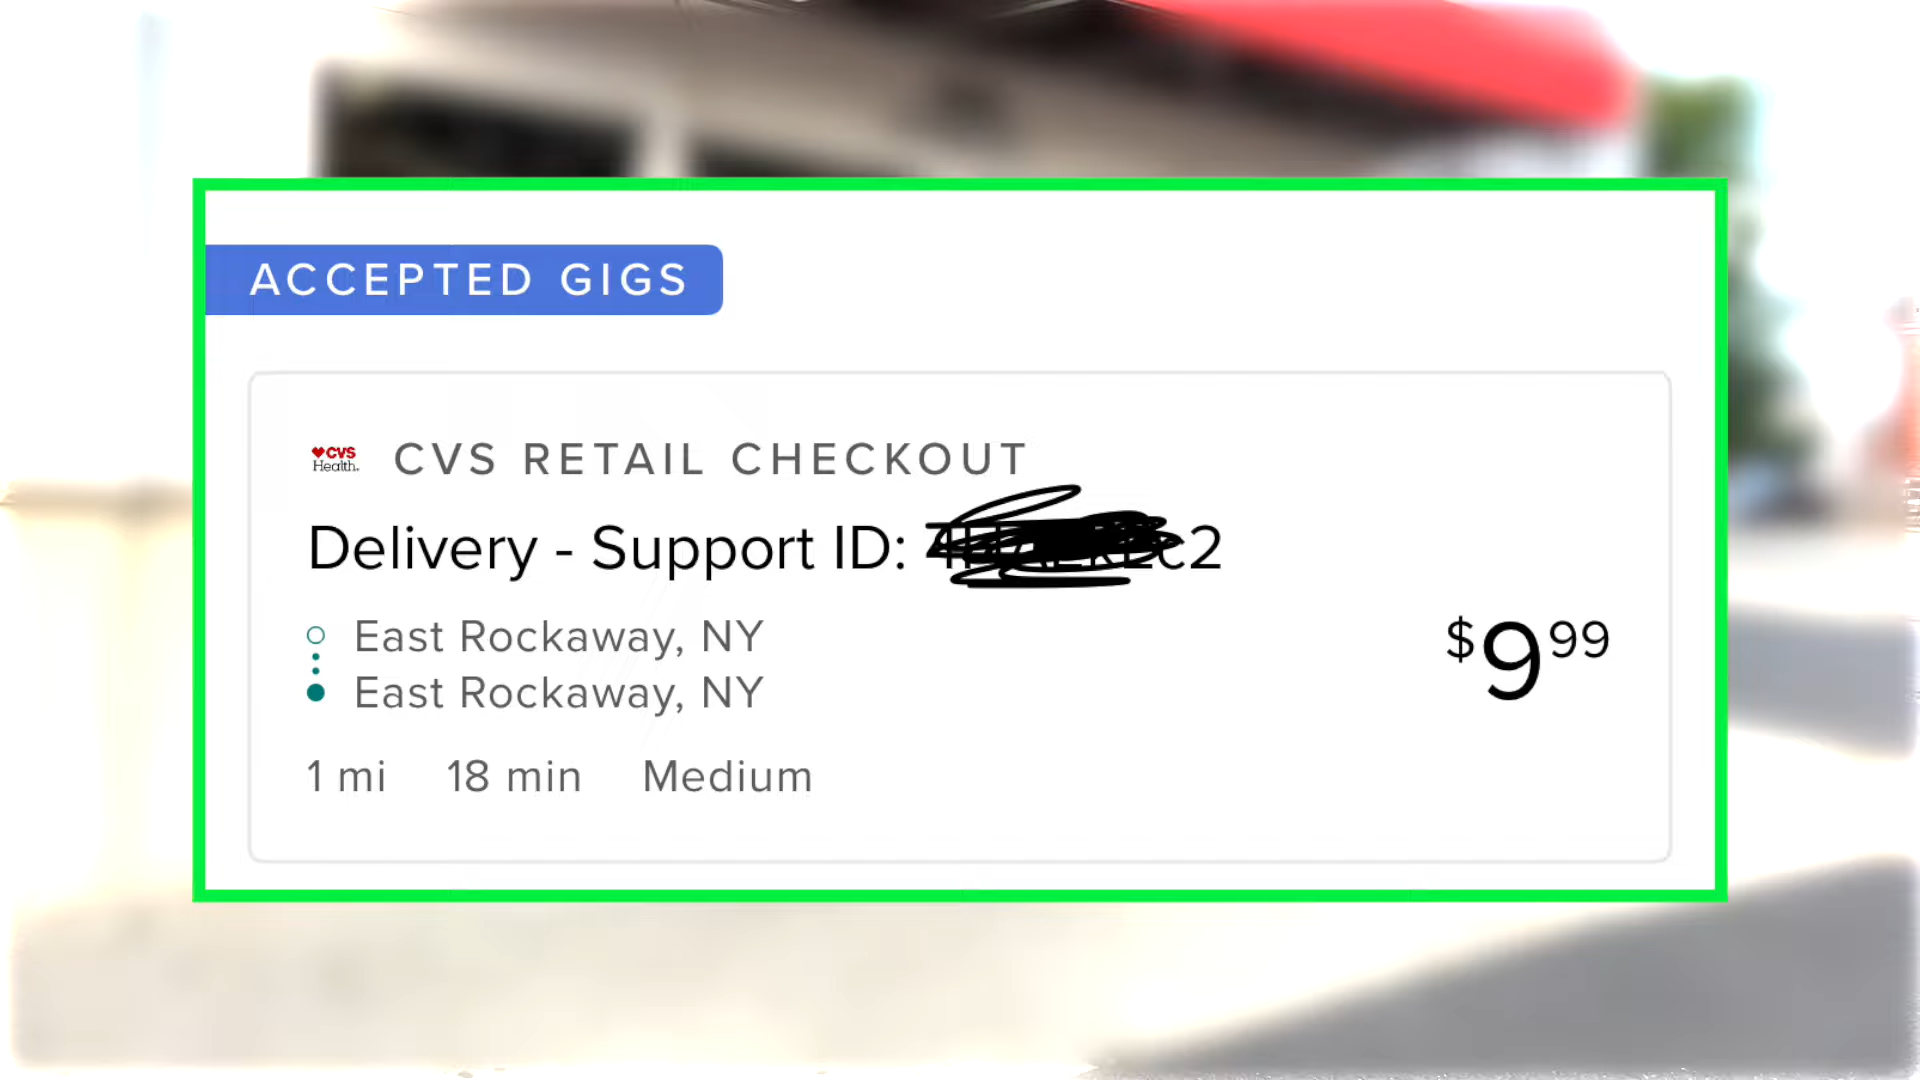 ACCEPTED GIGS
CVS Health.
CVS RETAIL CHECKOUT
Delivery - Support ID:
East Rockaway, NY
East Rockaway, NY
$9 99
1 mi 18 min Medium